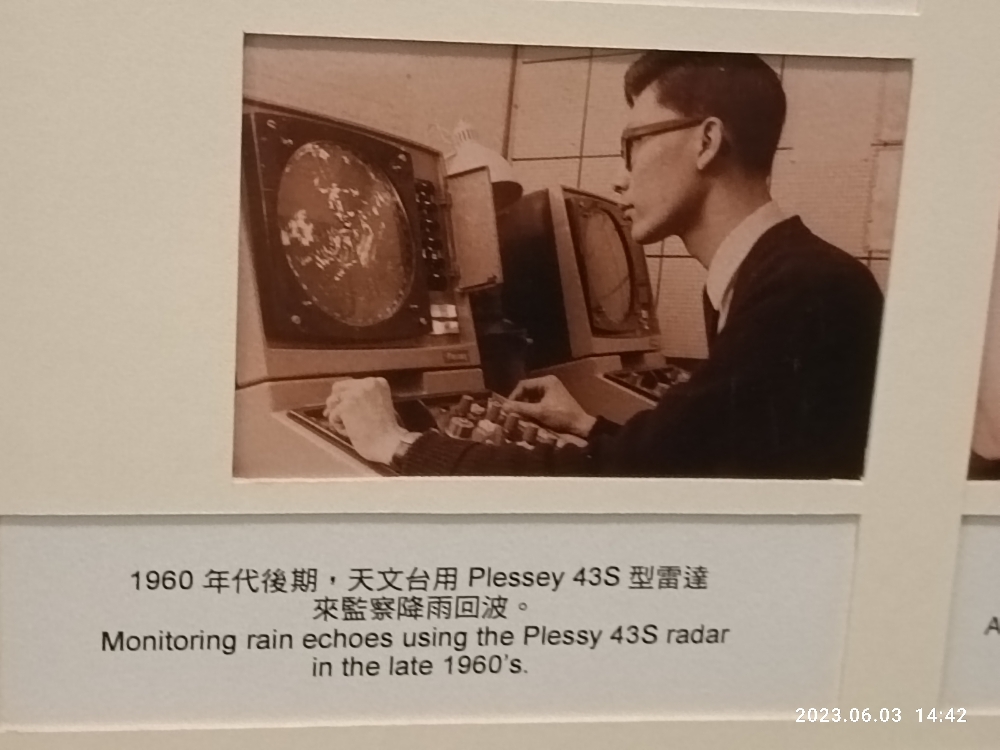 1960 年代後期，天文台用 Plessey 43S 型雷達
來監察降雨回波。
Monitoring rain echoes using the Plessy 43S radar
in the late 1960's.
A
2023.06.03 14:42